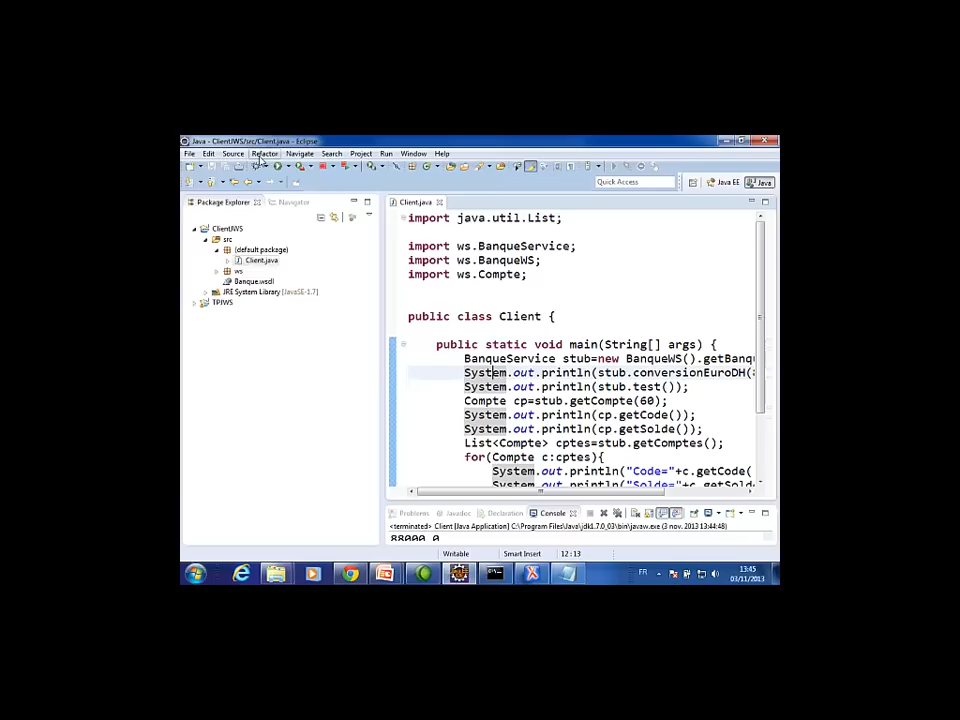 Java - ClientJWS/src/Client.java - Eclipse
File Edit Source Refactor Navigate Search Project Run Window Help
Quick Access Java EE Java
Package Explorer Navigator
ClientJWS
src
(default package)
Client.java
ws
Banque.wsdl
JRE System Library [JavaSE-1.7]
TPJWS
Client.java
import java.util.List;
import ws.BanqueService;
import ws.BanqueWS;
import ws.Compte;
public class Client {
public static void main(String[] args) {
BanqueService stub=new BanqueWS().getBanq
System.out.println(stub.conversionEuroDH(
System.out.println(stub.test());
Compte cp=stub.getCompte(60);
System.out.println(cp.getCode());
System.out.println(cp.getSolde());
List<Compte> cptes=stub.getComptes();
for(Compte c:cptes){
System.out.println("Code="+c.getCode(
System.out.println("Solde="+c.getSold
Problems Javadoc Declaration Console
<terminated> Client [Java Application] C:\Program Files\Java\jdk1.7.0_03\bin\javaw.exe (3 nov. 2013 13:44:48)
88000.0
Writable Smart Insert 12:13
FR 13:45
03/11/2013